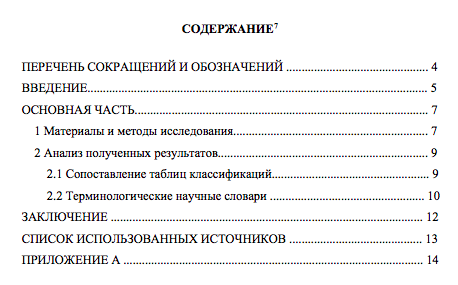 СОДЕРЖАНИЕ⁷
ПЕРЕЧЕНЬ СОКРАЩЕНИЙ И ОБОЗНАЧЕНИЙ ........................................ 4
ВВЕДЕНИЕ.................................................................................................. 5
ОСНОВНАЯ ЧАСТЬ..................................................................................... 7
1 Материалы и методы исследования........................................................ 7
2 Анализ полученных результатов............................................................. 9
2.1 Сопоставление таблиц классификаций............................................... 9
2.2 Терминологические научные словари ............................................... 10
ЗАКЛЮЧЕНИЕ ........................................................................................... 12
СПИСОК ИСПОЛЬЗОВАННЫХ ИСТОЧНИКОВ ....................................... 13
ПРИЛОЖЕНИЕ А ........................................................................................ 14